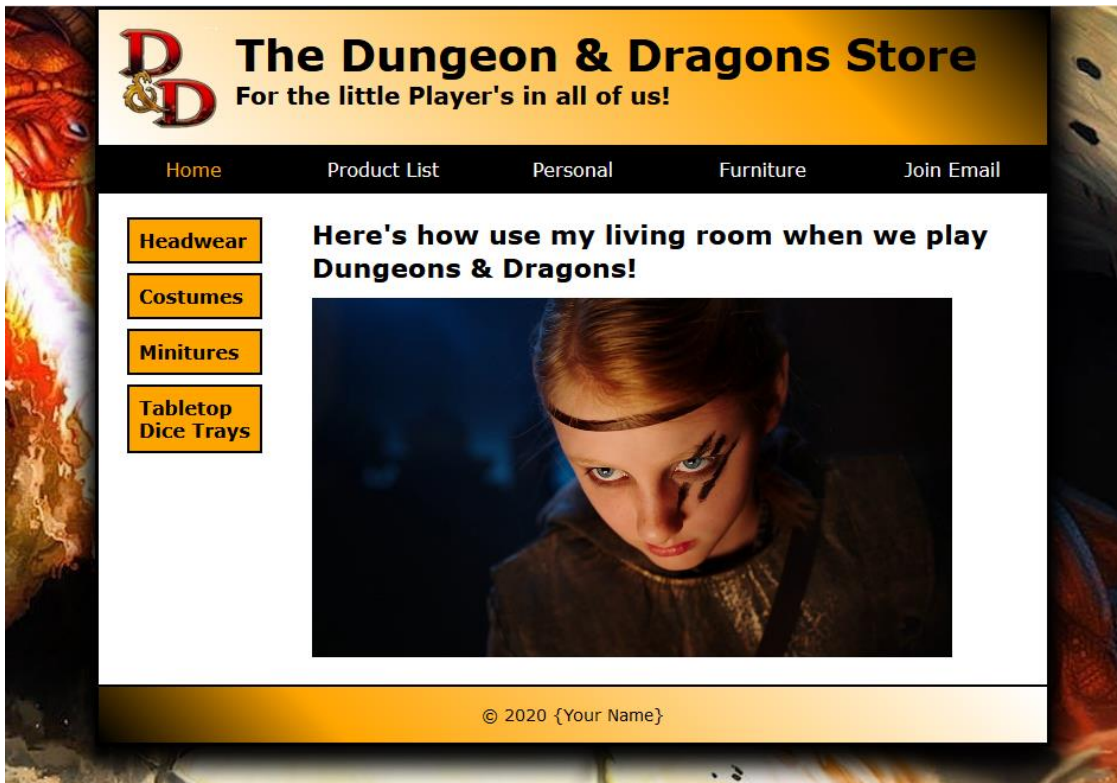 D
&D
The Dungeon & Dragons Store
For the little Player's in all of us!
Home Product List Personal Furniture Join Email
Headwear
Costumes
Minitures
Tabletop
Dice Trays
Here's how use my living room when we play
Dungeons & Dragons!
© 2020 {Your Name}